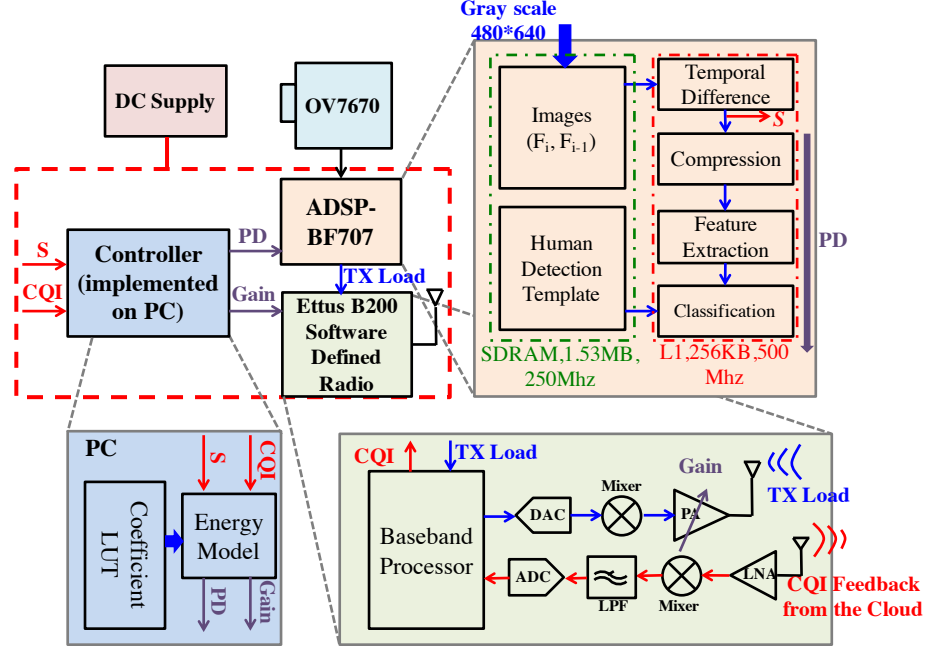 Gray scale
480*640
DC Supply
OV7670
ADSP-
BF707
PD
TX Load
S
CQI
Controller
(implemented
on PC)
Gain
Ettus B200
Software
Defined
Radio
Images
(Fi, Fi-1)
Human
Detection
Template
SDRAM,1.53MB,
250Mhz
Temporal
Difference
S
Compression
Feature
Extraction
Classification
L1,256KB,500
Mhz
PD
PC
S
CQI
Coefficient
LUT
Energy
Model
PD
Gain
CQI
TX Load
Baseband
Processor
DAC
Mixer
Gain
PA
TX Load
ADC
LPF
Mixer
LNA
CQI Feedback
from the Cloud